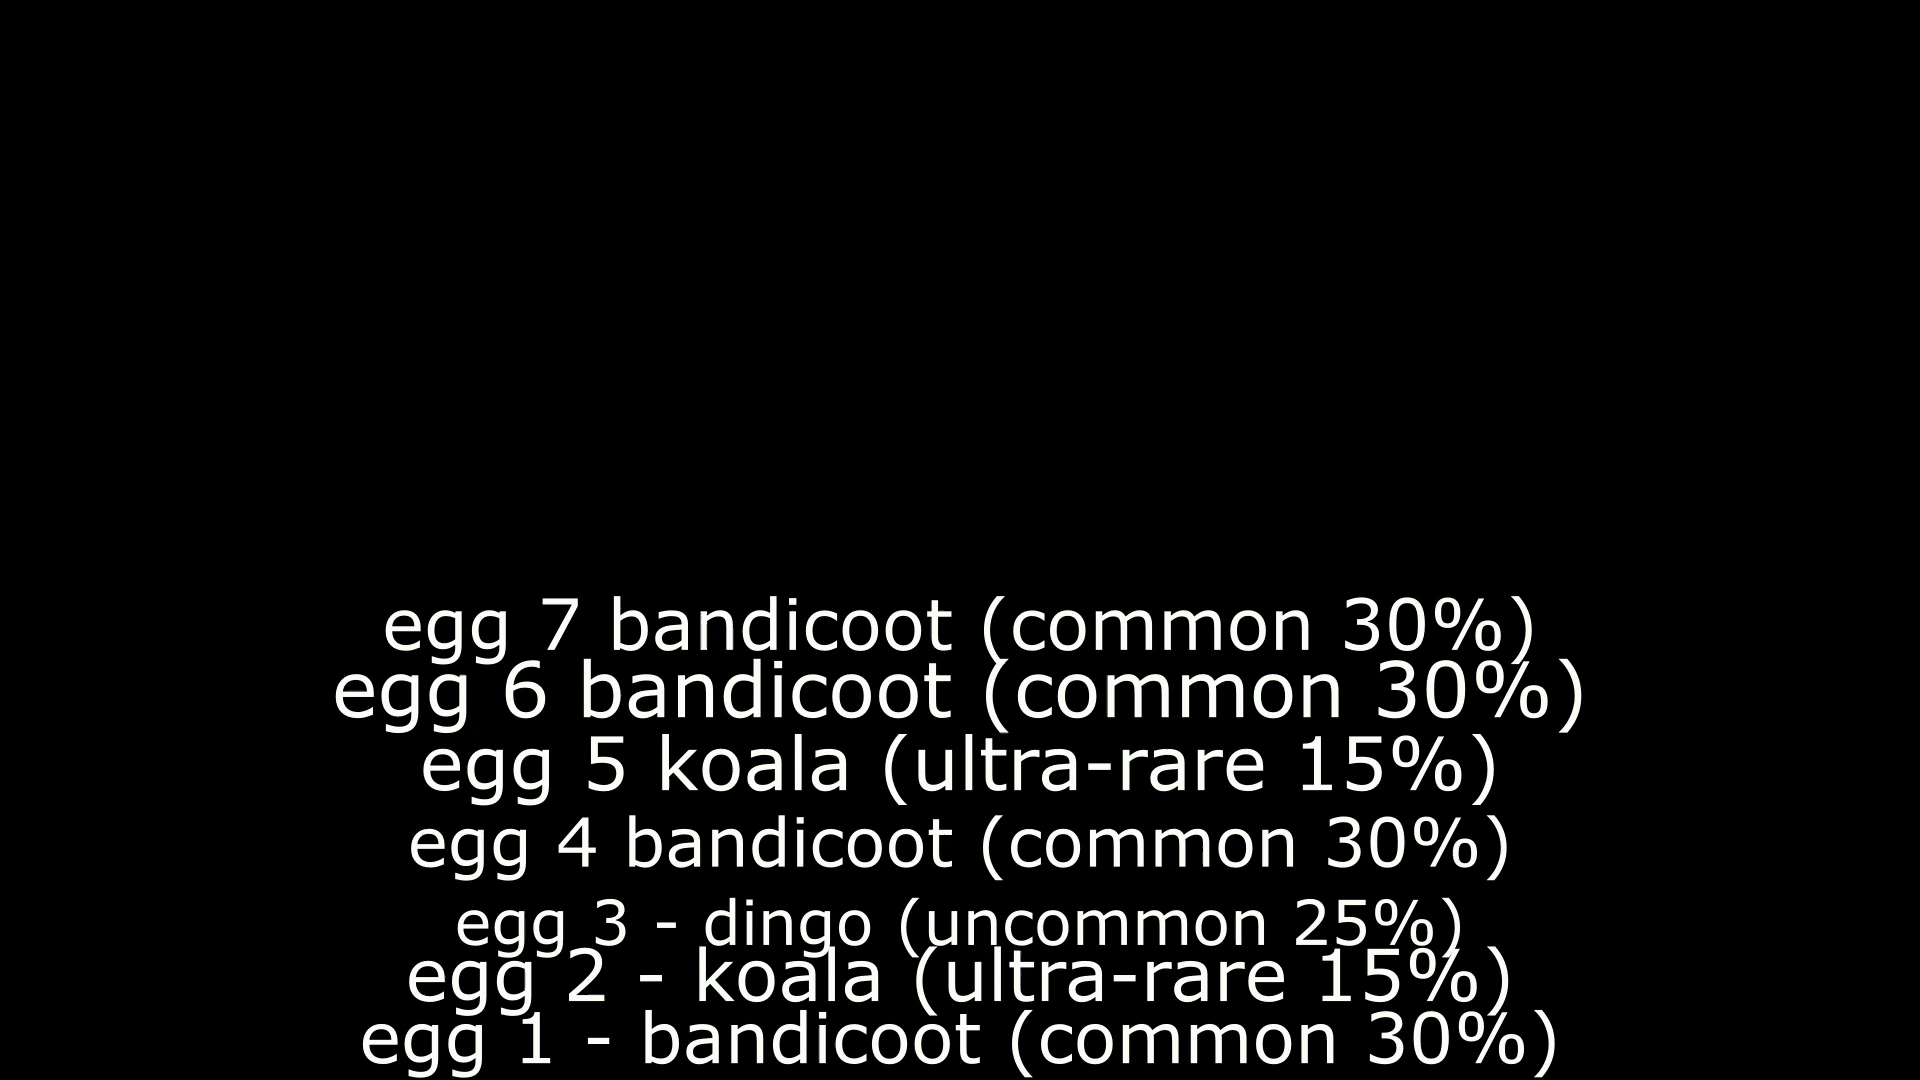 egg 7 bandicoot (common 30%)
egg 6 bandicoot (common 30%)
egg 5 koala (ultra-rare 15%)
egg 4 bandicoot (common 30%)
egg 3 - dingo (uncommon 25%)
egg 2 - koala (ultra-rare 15%)
egg 1 - bandicoot (common 30%)